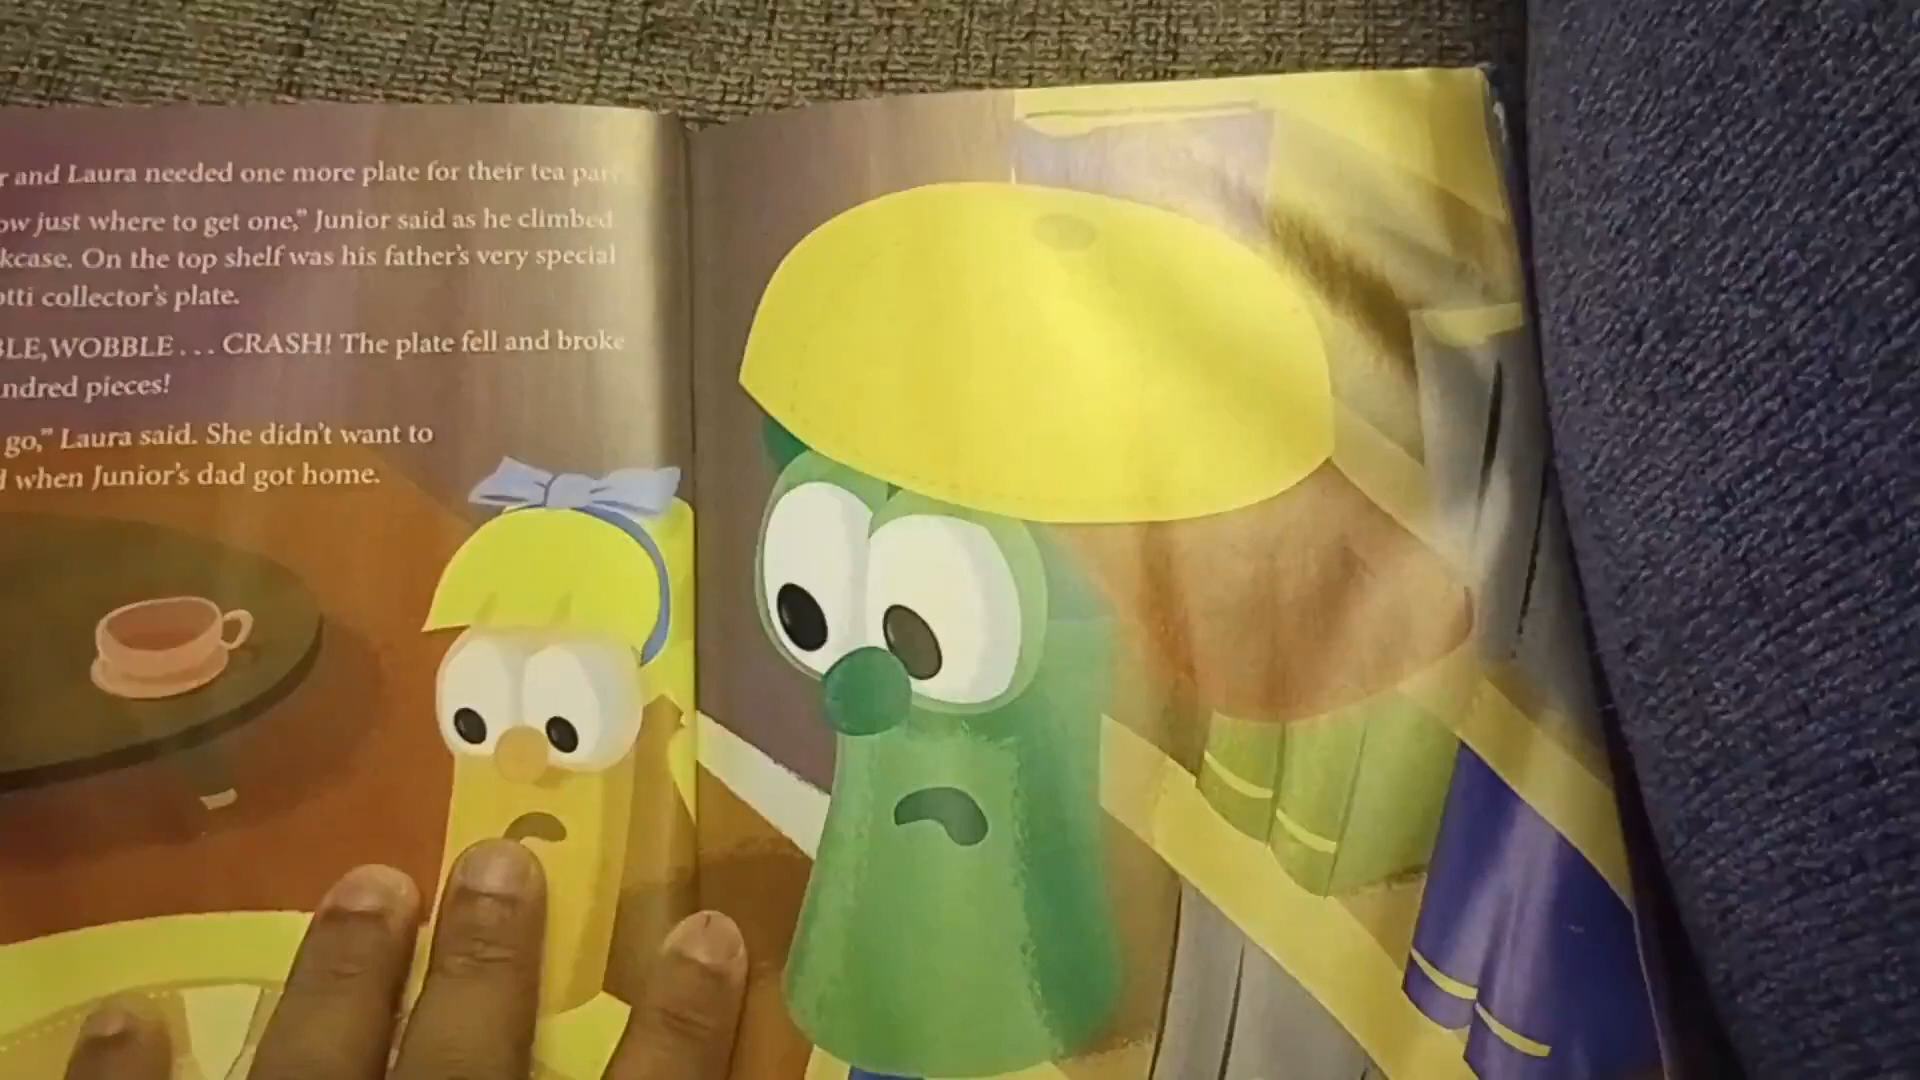 and Laura needed one more plate for their tea
just where to get one,” Junior said as he climbed
On the top shelf was his father’s very special
collector’s plate.
WOBBLE . . . CRASH! The plate fell and broke
pieces!
go,” Laura said. She didn’t want to
when Junior’s dad got home.